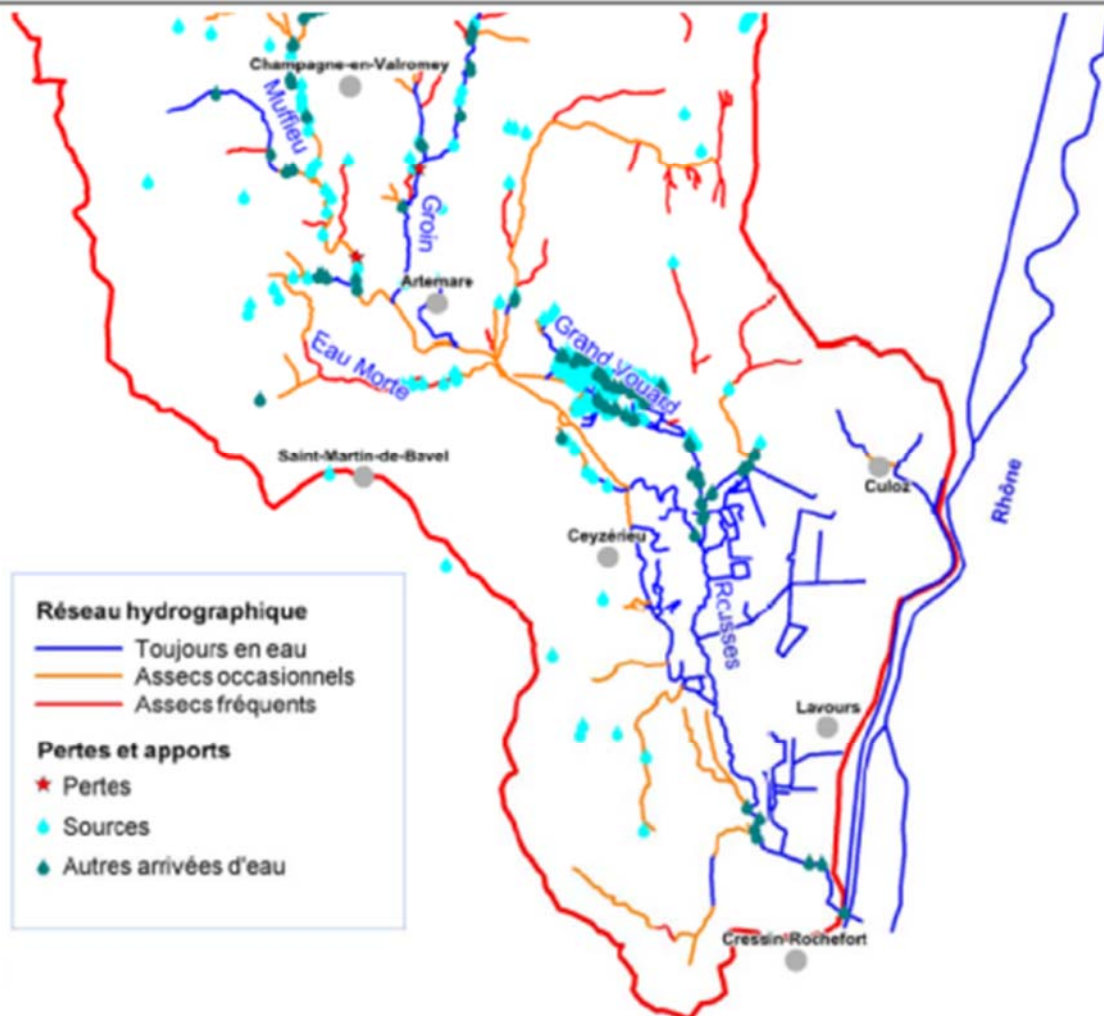 Champagne-en-Valromey
Muffieu
Groin
Artemare
Grand Vouard
Eau Morte
Saint-Martin-de-Bavel
Culoz
Rhône
Ceyzérieu
Rousses
Lavours
Cressin-Rochefort
Réseau hydrographique
Toujours en eau
Assecs occasionnels
Assecs fréquents
Pertes et apports
Pertes
Sources
Autres arrivées d'eau